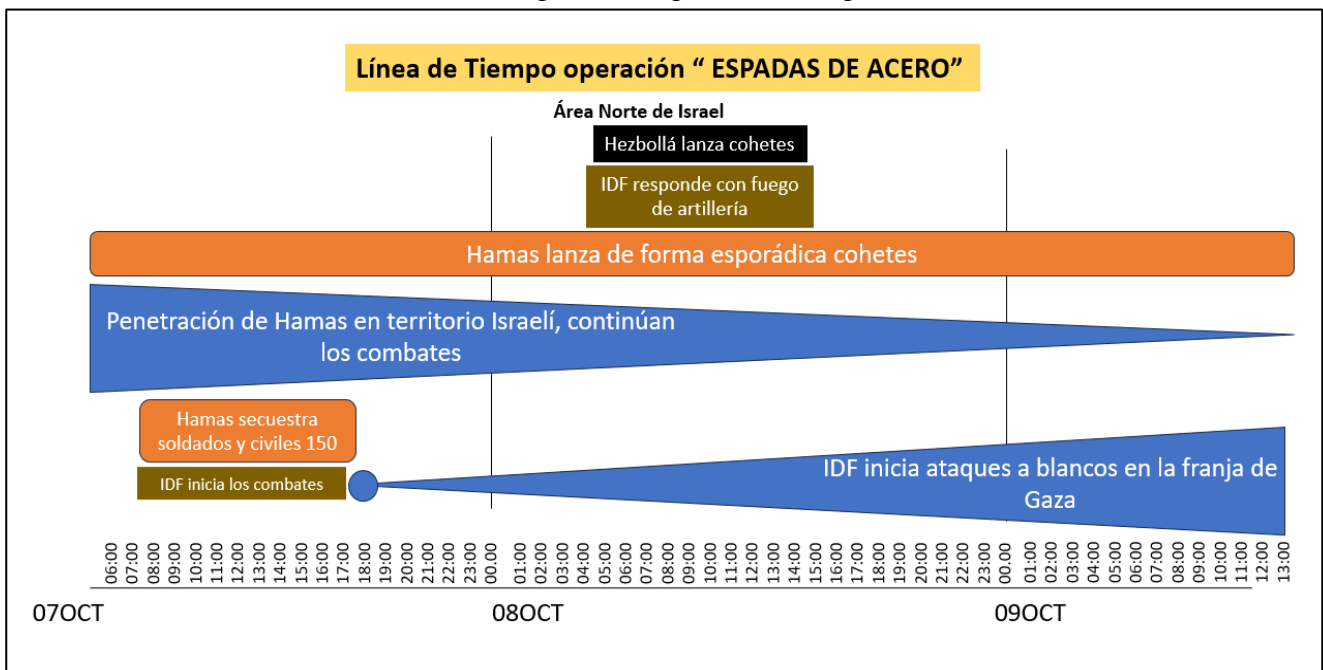 Línea de Tiempo operación “ ESPADAS DE ACERO”
Área Norte de Israel
Hezbollá lanza cohetes
IDF responde con fuego
de artillería
Hamas lanza de forma esporádica cohetes
Penetración de Hamas en territorio Israelí, continúan
los combates
Hamas secuestra
soldados y civiles 150
IDF inicia los combates
IDF inicia ataques a blancos en la franja de
Gaza
06:00 07:00 08:00 09:00 10:00 11:00 12:00 13:00 14:00 15:00 16:00 17:00 18:00 19:00 20:00 21:00 22:00 23:00 00.00 01:00 02:00 03:00 04:00 05:00 06:00 07:00 08:00 09:00 10:00 11:00 12:00 13:00 14:00 15:00 16:00 17:00 18:00 19:00 20:00 21:00 22:00 23:00 00.00 01:00 02:00 03:00 04:00 05:00 06:00 07:00 08:00 09:00 10:00 11:00 12:00 13:00
07OCT 08OCT 09OCT